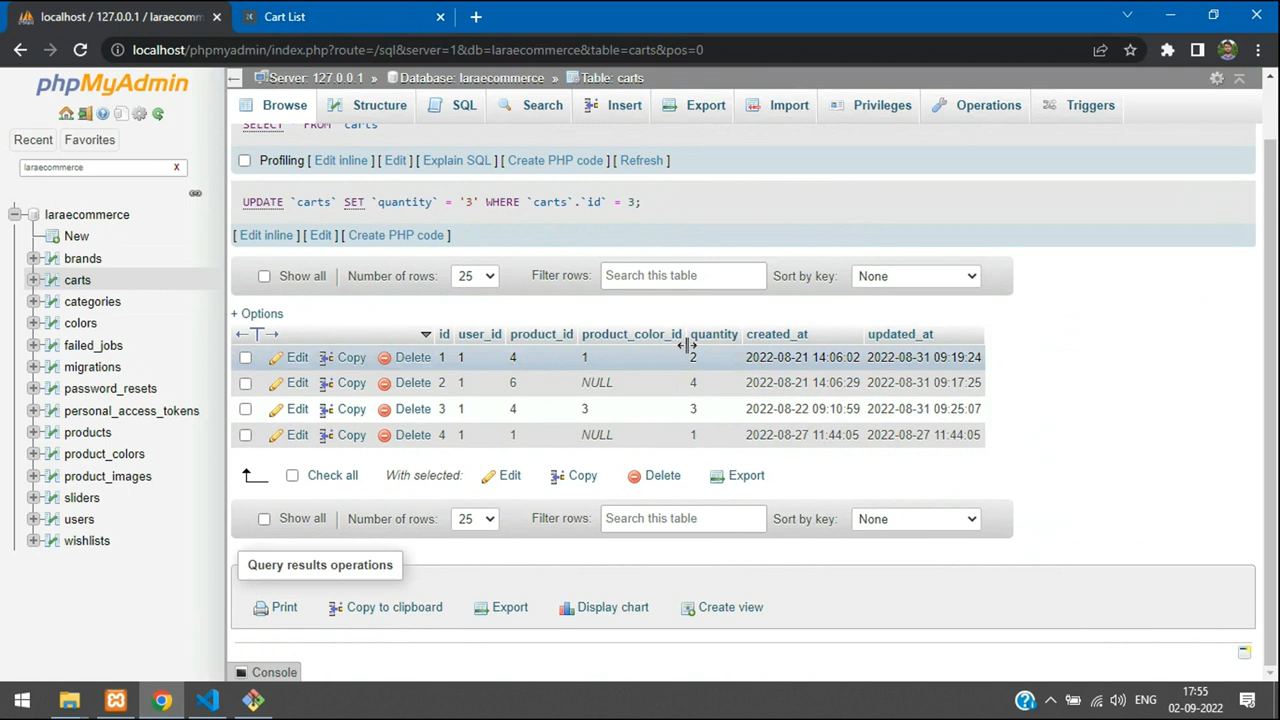 localhost / 127.0.0.1 / laraecomm
Cart List
localhost/phpmyadmin/index.php?route=/sql&server=1&db=laraecommerce&table=carts&pos=0
phpMyAdmin
Recent Favorites
laraecommerce X
laraecommerce
New
brands
carts
categories
colors
failed_jobs
migrations
password_resets
personal_access_tokens
products
product_colors
product_images
sliders
users
wishlists
Server: 127.0.0.1 » Database: laraecommerce » Table: carts
Browse Structure SQL Search Insert Export Import Privileges Operations Triggers
SELECT * FROM `carts`
Profiling [ Edit inline ] [ Edit ] [ Explain SQL ] [ Create PHP code ] [ Refresh ]
UPDATE `carts` SET `quantity` = '3' WHERE `carts`.`id` = 3;
[ Edit inline ] [ Edit ] [ Create PHP code ]
Show all Number of rows: 25 Filter rows: Search this table Sort by key: None
+ Options
id user_id product_id product_color_id quantity created_at updated_at
Edit Copy Delete 1 1 4 1 2 2022-08-21 14:06:02 2022-08-31 09:19:24
Edit Copy Delete 2 1 6 NULL 4 2022-08-21 14:06:29 2022-08-31 09:17:25
Edit Copy Delete 3 1 4 3 3 2022-08-22 09:10:59 2022-08-31 09:25:07
Edit Copy Delete 4 1 1 NULL 1 2022-08-27 11:44:05 2022-08-27 11:44:05
Check all With selected: Edit Copy Delete Export
Show all Number of rows: 25 Filter rows: Search this table Sort by key: None
Query results operations
Print Copy to clipboard Export Display chart Create view
Console
ENG
17:55
02-09-2022